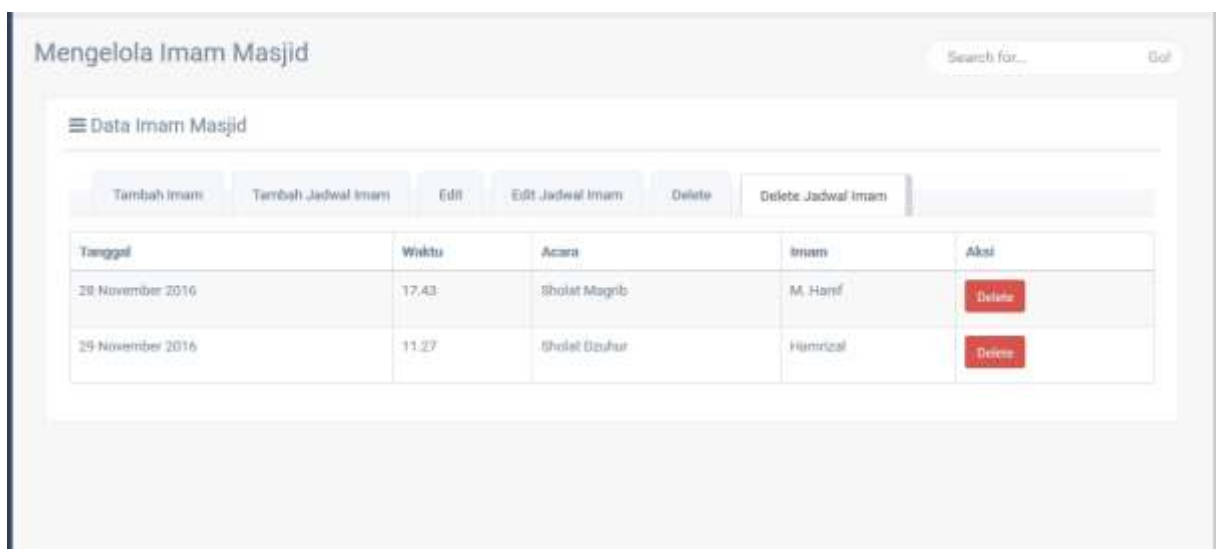 Mengelola Imam Masjid
Search for... Go!
Data Imam Masjid
Tambah Imam Tambah Jadwal Imam Edit Edit Jadwal Imam Delete Delete Jadwal Imam
Tanggal Waktu Acara Imam Aksi
28 November 2016 17.43 Sholat Magrib M. Hanif Delete
29 November 2016 11.27 Sholat Dzuhur Hamrizal Delete